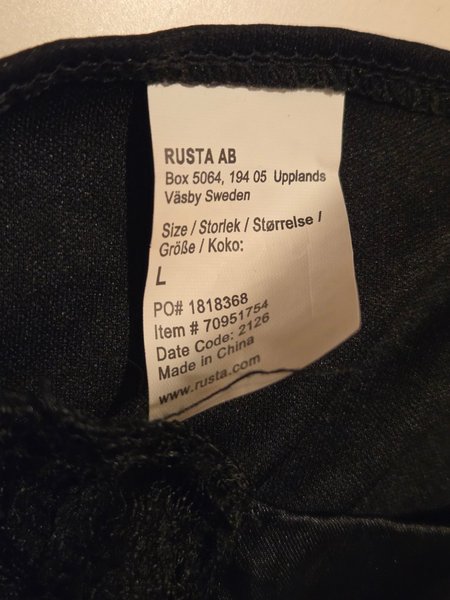 RUSTA AB
Box 5064, 194 05 Upplands
Väsby Sweden
Size / Storlek / Størrelse /
Größe / Koko:
L
PO# 1818368
Item # 70951754
Date Code: 2126
Made in China
www.rusta.com